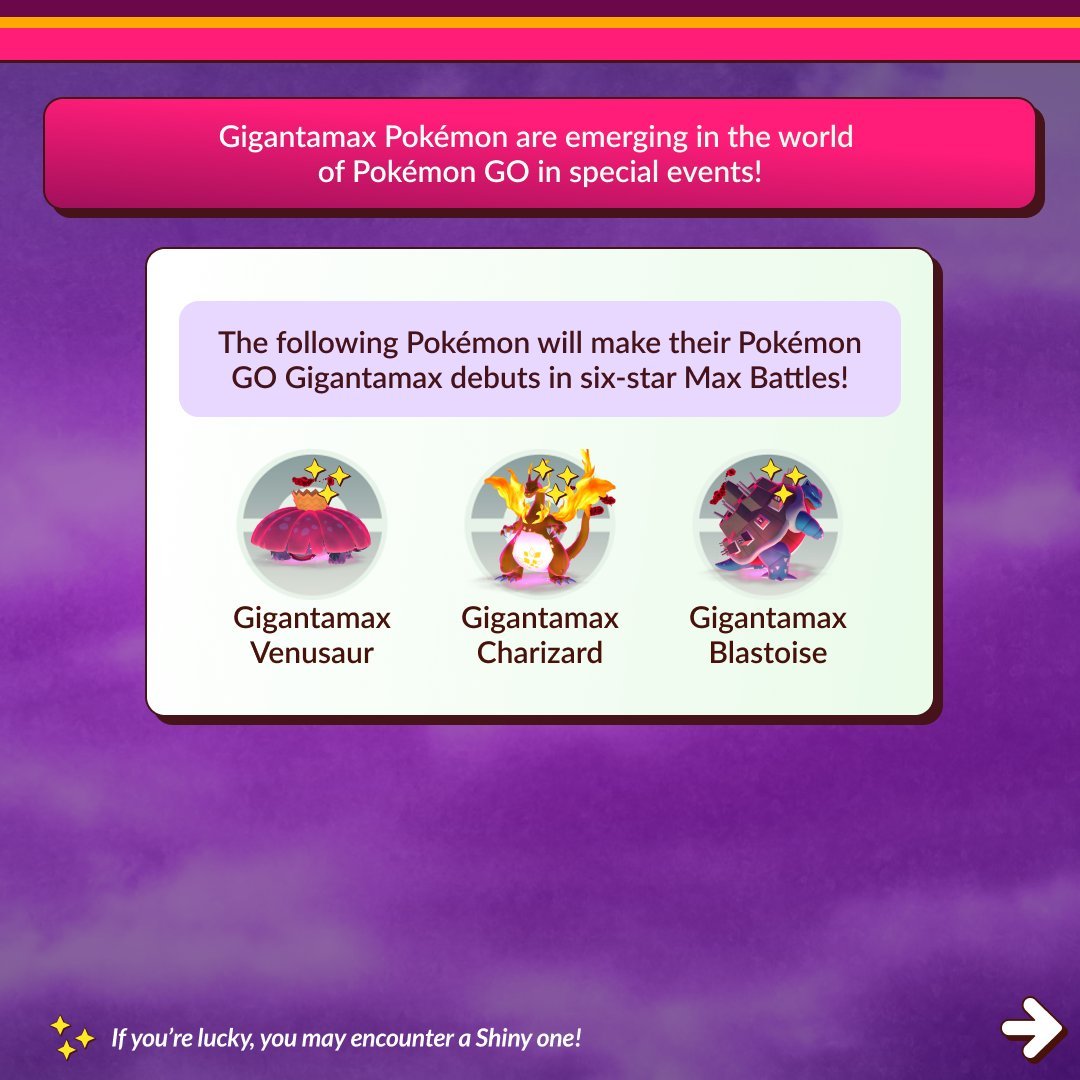 Gigantamax Pokémon are emerging in the world
of Pokémon GO in special events!
The following Pokémon will make their Pokémon
GO Gigantamax debuts in six-star Max Battles!
Gigantamax
Venusaur
Gigantamax
Charizard
Gigantamax
Blastoise
If you’re lucky, you may encounter a Shiny one!